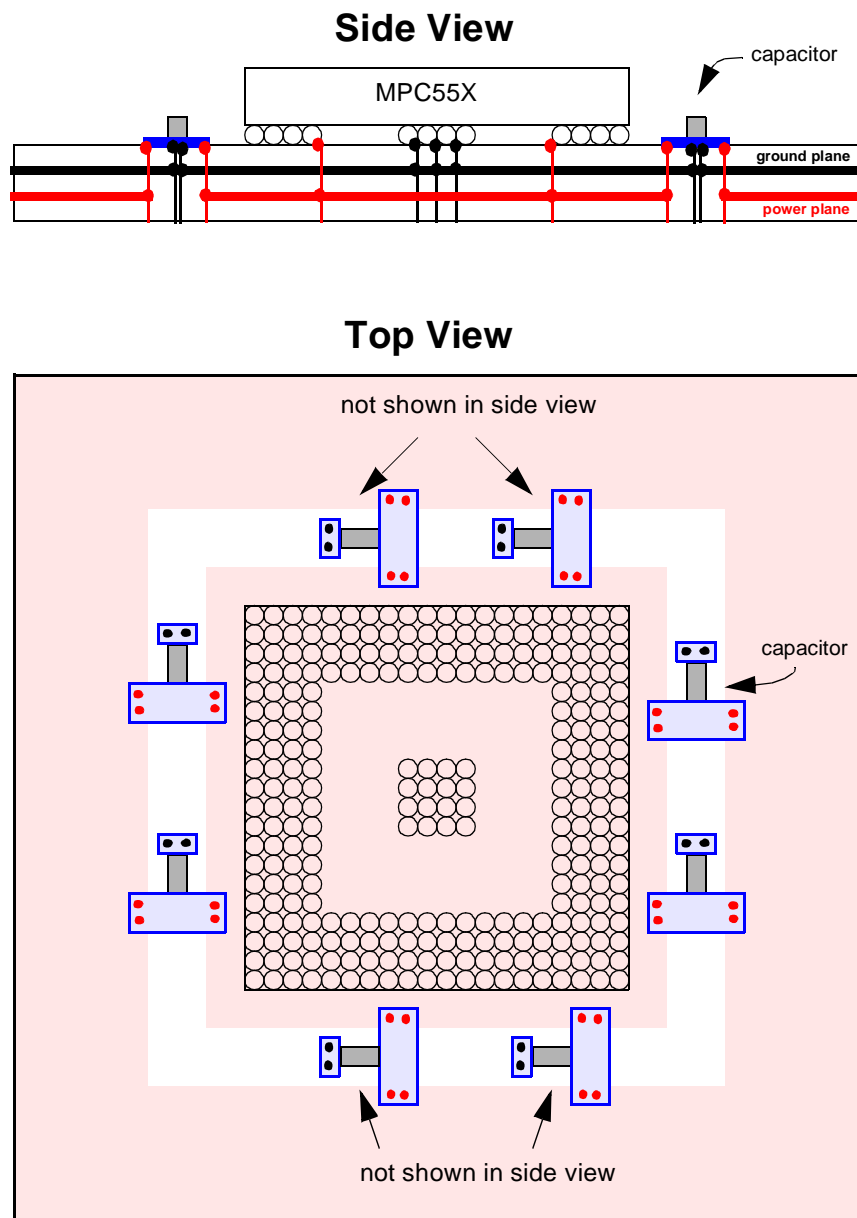 Side View
capacitor
MPC55X
ground plane
power plane
Top View
not shown in side view
capacitor
not shown in side view